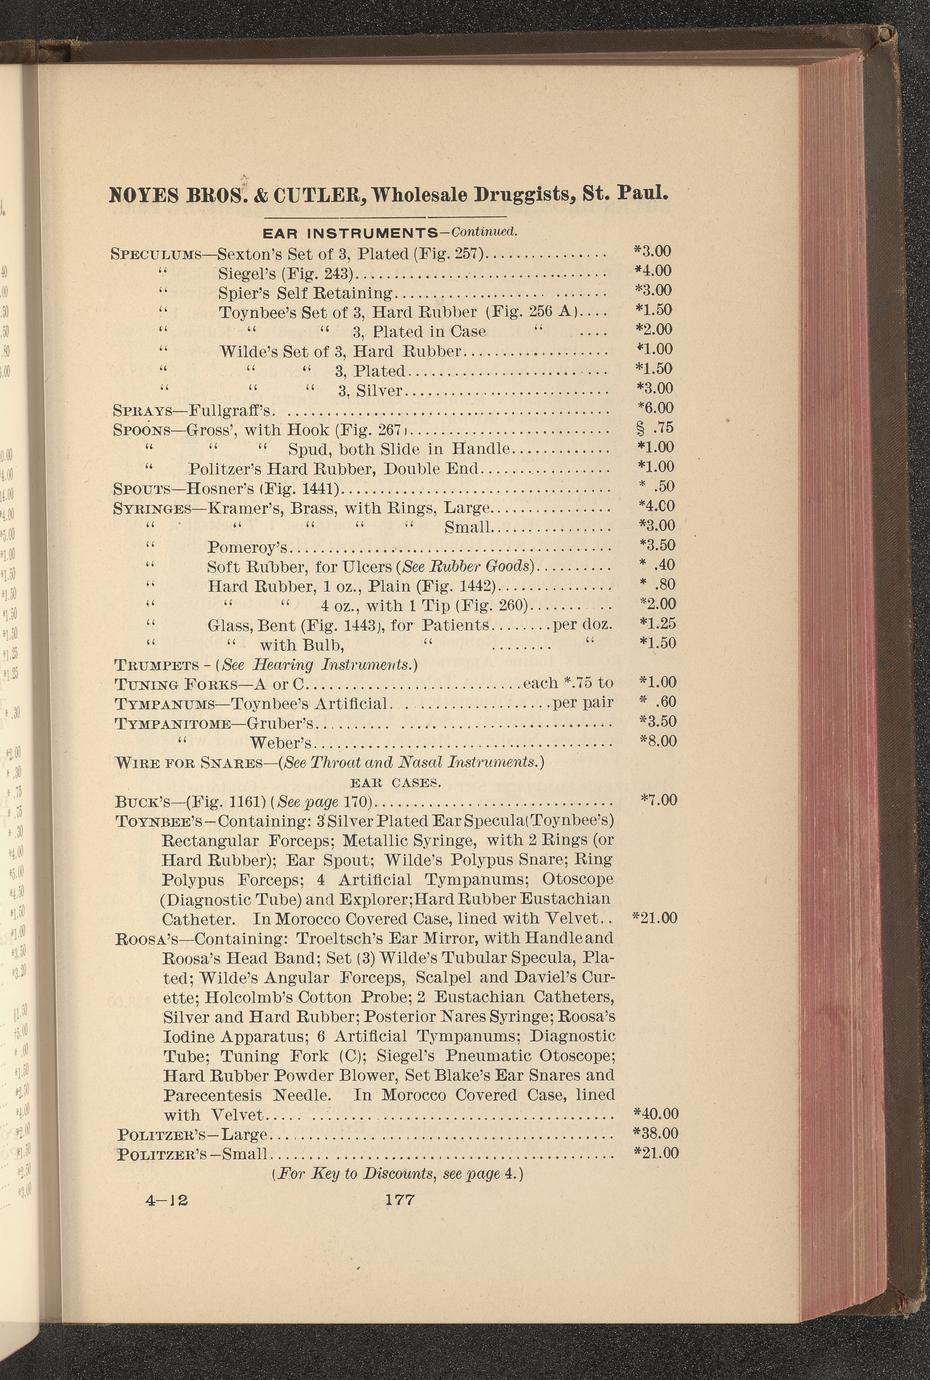 NOYES BROS. & CUTLER, Wholesale Druggists, St. Paul.
EAR INSTRUMENTS—Continued.
SPECULUMS—Sexton's Set of 3, Plated (Fig. 257)............... *3.00
“ Siegel's (Fig. 243)............................... *4.00
“ Spier's Self Retaining.......................... *3.00
“ Toynbee's Set of 3, Hard Rubber (Fig. 256 A).... *1.50
“ “ “ 3, Plated in Case “ .... *2.00
“ Wilde's Set of 3, Hard Rubber.................. *1.00
“ “ “ 3, Plated......................... *1.50
“ “ “ 3, Silver.......................... *3.00
SPRAYS—Fullgraff's. ........................................ *6.00
SPOONS—Gross', with Hook (Fig. 267)......................... § .75
“ “ “ Spud, both Slide in Handle............ *1.00
“ Politzer's Hard Rubber, Double End................ *1.00
SPOUTS—Hosner's (Fig. 1441)................................. * .50
SYRINGES—Kramer's, Brass, with Rings, Large............... *4.00
“ “ “ “ “ Small............... *3.00
“ Pomeroy's........................................ *3.50
“ Soft Rubber, for Ulcers (See Rubber Goods).......... * .40
“ Hard Rubber, 1 oz., Plain (Fig. 1442).............. * .80
“ “ “ 4 oz., with 1 Tip (Fig. 260)....... .. *2.00
“ Glass, Bent (Fig. 1443), for Patients........per doz. *1.25
“ “ with Bulb, “ ........ “ *1.50
TRUMPETS - (See Hearing Instruments.)
TUNING FORKS—A or C...........................each *.75 to *1.00
TYMPANUMS—Toynbee's Artificial. . ..................per pair * .60
TYMPANITOME—Gruber's... ........................... *3.50
“ Weber's..................................... *8.00
WIRE FOR SNARES—(See Throat and Nasal Instruments.)
EAR CASES.
BUCK'S—(Fig. 1161) (See page 170)............................. *7.00
TOYNBEE'S—Containing: 3 Silver Plated Ear Specula (Toynbee's)
Rectangular Forceps; Metallic Syringe, with 2 Rings (or
Hard Rubber); Ear Spout; Wilde's Polypus Snare; Ring
Polypus Forceps; 4 Artificial Tympanums; Otoscope
(Diagnostic Tube) and Explorer; Hard Rubber Eustachian
Catheter. In Morocco Covered Case, lined with Velvet.. *21.00
ROOSA'S—Containing: Troeltsch's Ear Mirror, with Handle and
Roosa's Head Band; Set (3) Wilde's Tubular Specula, Pla-
ted; Wilde's Angular Forceps, Scalpel and Daviel's Cur-
ette; Holcolmb's Cotton Probe; 2 Eustachian Catheters,
Silver and Hard Rubber; Posterior Nares Syringe; Roosa's
Iodine Apparatus; 6 Artificial Tympanums; Diagnostic
Tube; Tuning Fork (C); Siegel's Pneumatic Otoscope;
Hard Rubber Powder Blower, Set Blake's Ear Snares and
Paracentesis Needle. In Morocco Covered Case, lined
with Velvet..... ..................................... *40.00
POLITZER'S—Large.......................................... *38.00
POLITZER'S—Small.......................................... *21.00
(For Key to Discounts, see page 4.)
4—12 177